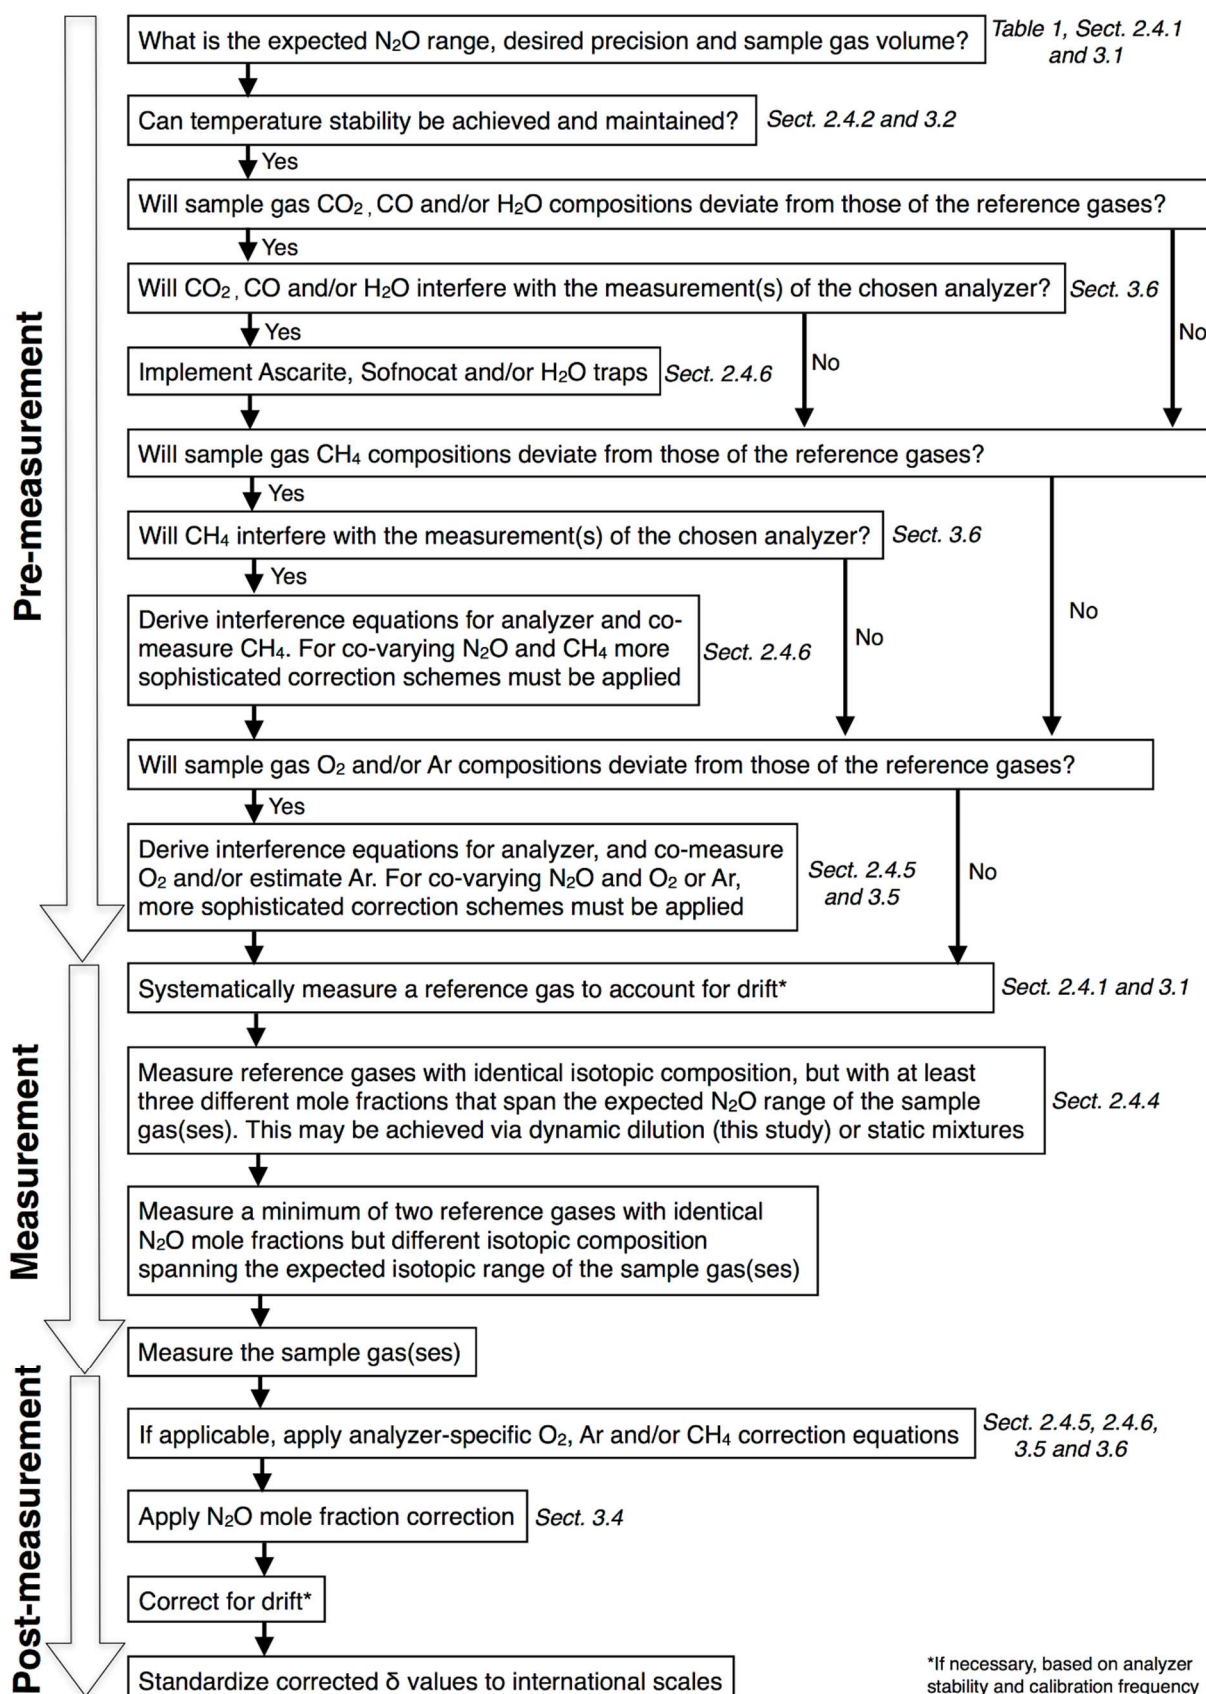 Pre-measurement
What is the expected N₂O range, desired precision and sample gas volume?
Table 1, Sect. 2.4.1
and 3.1
Can temperature stability be achieved and maintained?
Sect. 2.4.2 and 3.2
Yes
Will sample gas CO₂, CO and/or H₂O compositions deviate from those of the reference gases?
Yes
No
Will CO₂, CO and/or H₂O interfere with the measurement(s) of the chosen analyzer?
Sect. 3.6
Yes
No
Implement Ascarite, Sofnocat and/or H₂O traps
Sect. 2.4.6
Will sample gas CH₄ compositions deviate from those of the reference gases?
Yes
No
Will CH₄ interfere with the measurement(s) of the chosen analyzer?
Sect. 3.6
Yes
No
Derive interference equations for analyzer and co-
measure CH₄. For co-varying N₂O and CH₄ more
sophisticated correction schemes must be applied
Sect. 2.4.6
Will sample gas O₂ and/or Ar compositions deviate from those of the reference gases?
Yes
No
Derive interference equations for analyzer, and co-measure
O₂ and/or estimate Ar. For co-varying N₂O and O₂ or Ar,
more sophisticated correction schemes must be applied
Sect. 2.4.5
and 3.5
Measurement
Systematically measure a reference gas to account for drift*
Sect. 2.4.1 and 3.1
Measure reference gases with identical isotopic composition, but with at least
three different mole fractions that span the expected N₂O range of the sample
gas(ses). This may be achieved via dynamic dilution (this study) or static mixtures
Sect. 2.4.4
Measure a minimum of two reference gases with identical
N₂O mole fractions but different isotopic composition
spanning the expected isotopic range of the sample gas(ses)
Measure the sample gas(ses)
Post-measurement
If applicable, apply analyzer-specific O₂, Ar and/or CH₄ correction equations
Sect. 2.4.5, 2.4.6,
3.5 and 3.6
Apply N₂O mole fraction correction
Sect. 3.4
Correct for drift*
Standardize corrected δ values to international scales
*If necessary, based on analyzer
stability and calibration frequency